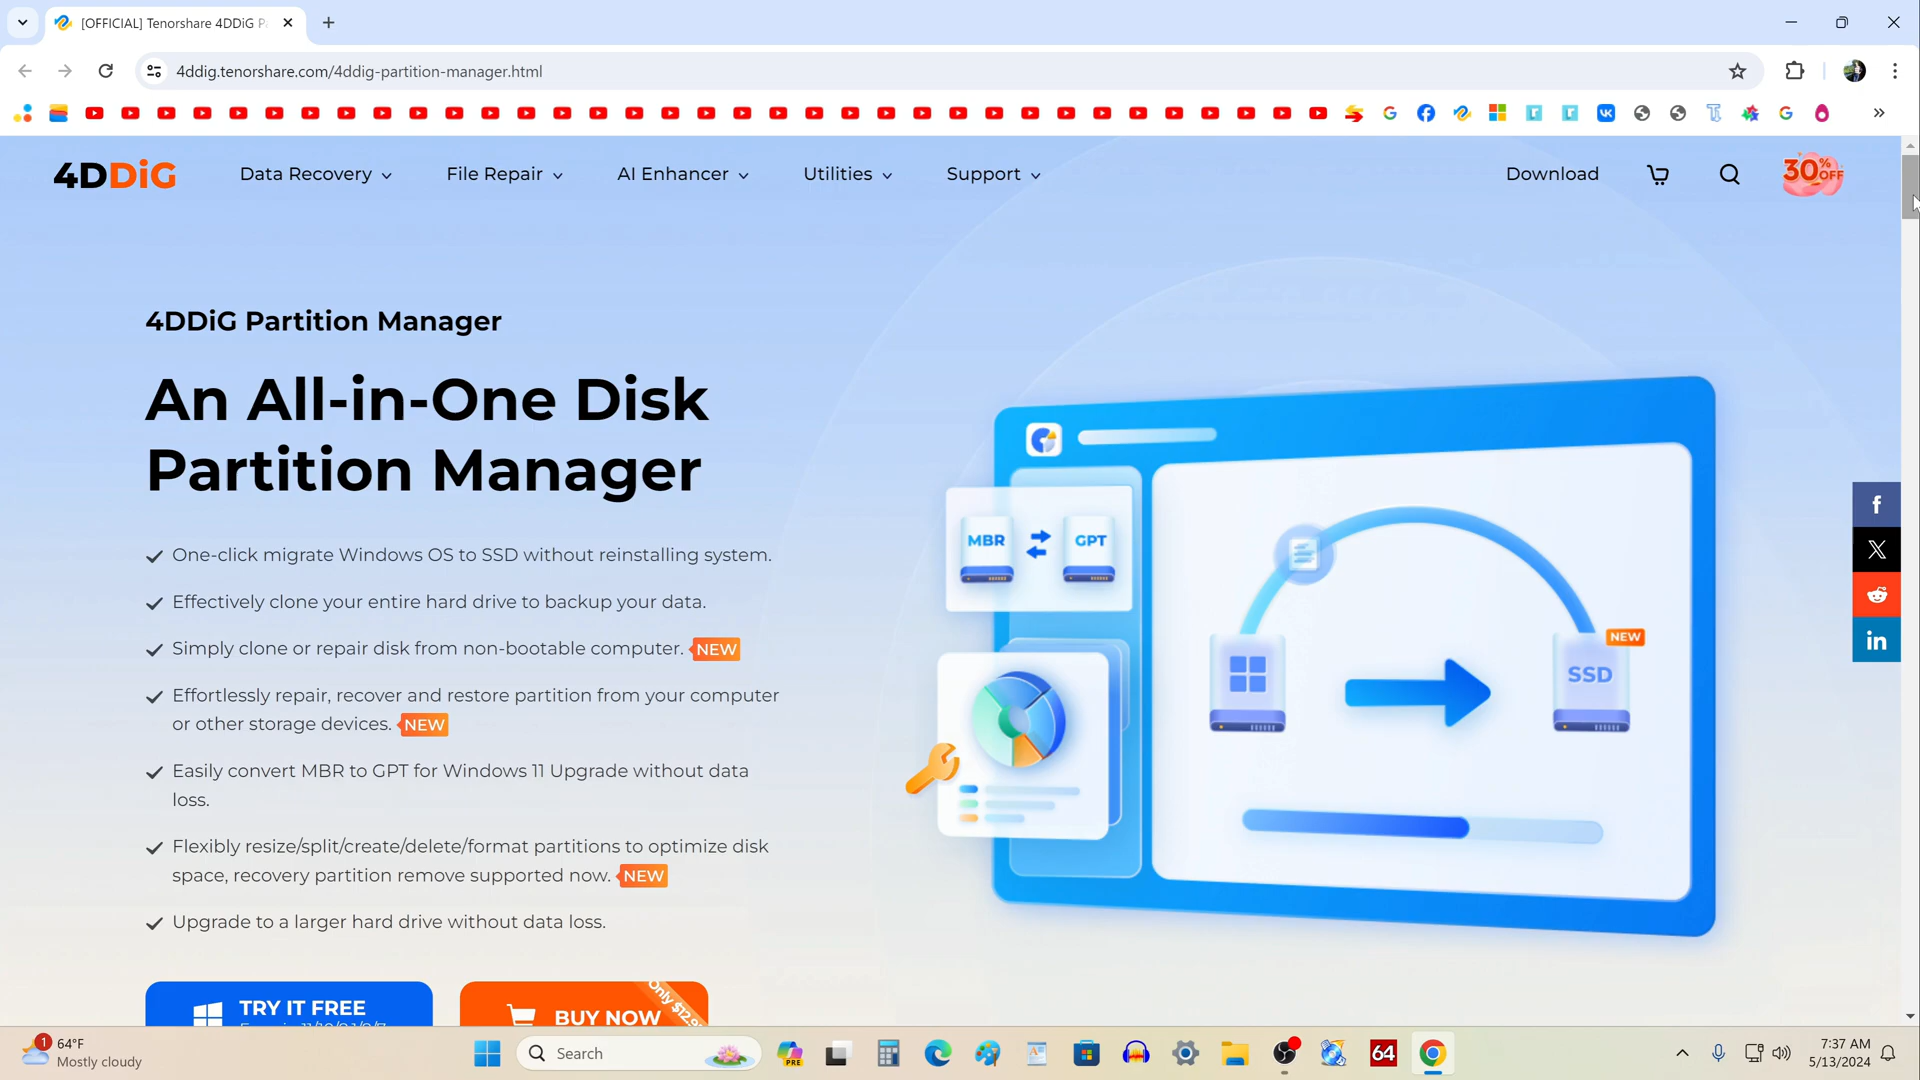 [OFFICIAL] Tenorshare 4DDiG P
4ddig.tenorshare.com/4ddig-partition-manager.html
4DDiG
Data Recovery
File Repair
AI Enhancer
Utilities
Support
Download
30% OFF
4DDiG Partition Manager
An All-in-One Disk
Partition Manager
One-click migrate Windows OS to SSD without reinstalling system.
Effectively clone your entire hard drive to backup your data.
Simply clone or repair disk from non-bootable computer. NEW
Effortlessly repair, recover and restore partition from your computer
or other storage devices. NEW
Easily convert MBR to GPT for Windows 11 Upgrade without data
loss.
Flexibly resize/split/create/delete/format partitions to optimize disk
space, recovery partition remove supported now. NEW
Upgrade to a larger hard drive without data loss.
MBR
GPT
NEW
SSD
TRY IT FREE
BUY NOW
Only $12.9
1
64°F
Mostly cloudy
Search
PRE
64
7:37 AM
5/13/2024